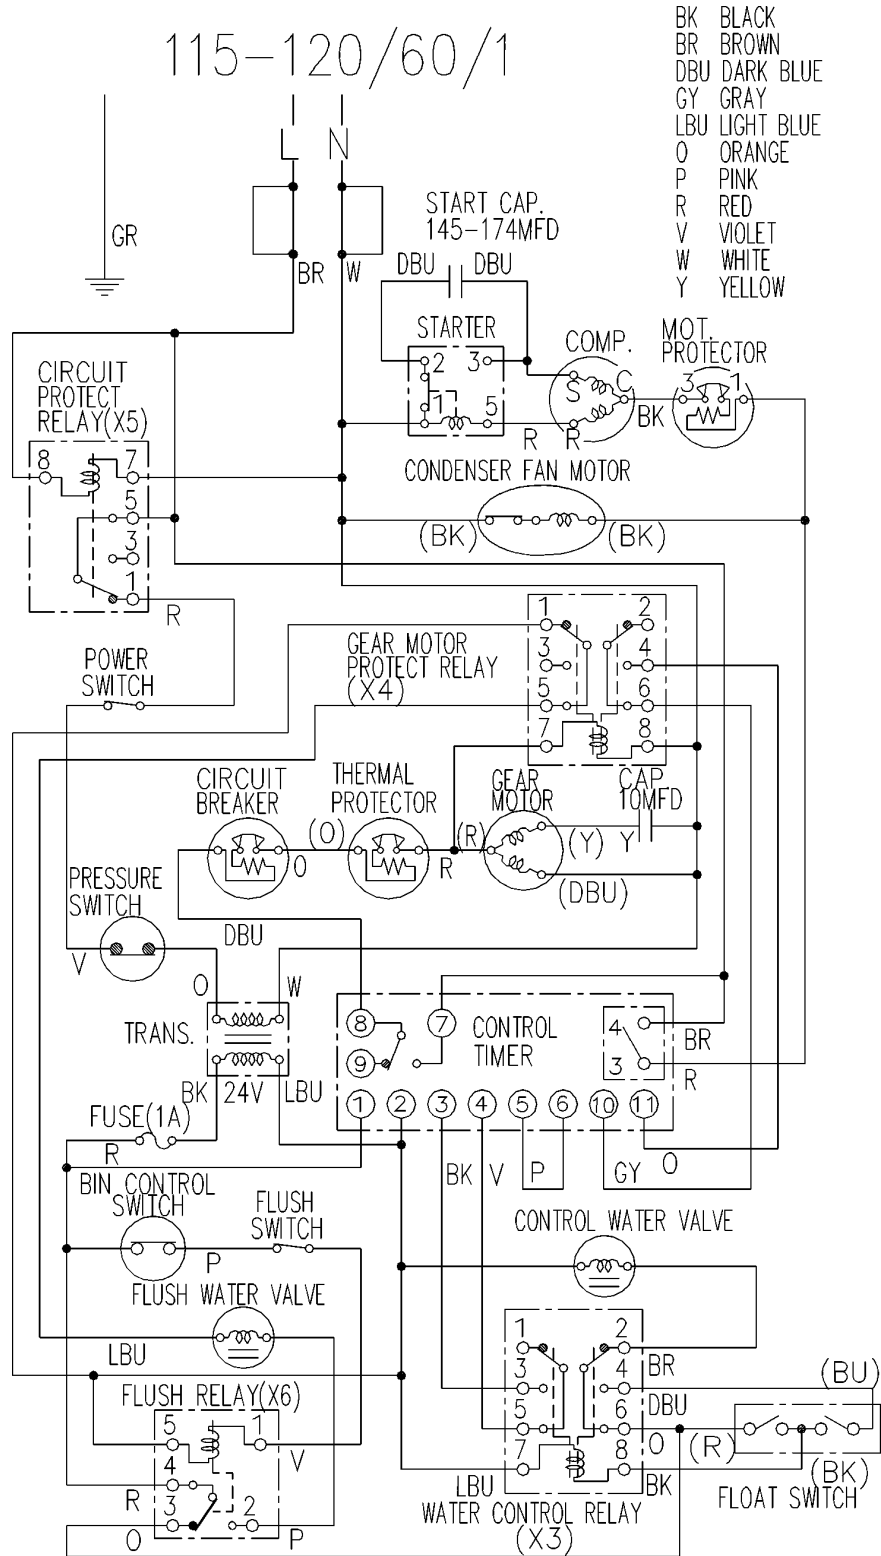 115-120/60/1
BK BLACK
BR BROWN
DBU DARK BLUE
GY GRAY
LBU LIGHT BLUE
O ORANGE
P PINK
R RED
V VIOLET
W WHITE
Y YELLOW
L N
GR
BR W
START CAP.
145-174MFD
DBU DBU
STARTER
2 3
1 5
COMP.
S C
R R
BK
MOT.
PROTECTOR
3 1
CIRCUIT
PROTECT
RELAY(X5)
8 7
5
3
1
R
CONDENSER FAN MOTOR
(BK) (BK)
POWER
SWITCH
GEAR MOTOR
PROTECT RELAY
(X4)
1 2
3 4
5 6
7 8
CIRCUIT
BREAKER
THERMAL
PROTECTOR
GEAR
MOTOR
CAP.
10MFD
(O) (R) (Y) Y
O R
(DBU)
PRESSURE
SWITCH
V
DBU
O W
TRANS.
BK 24V LBU
CONTROL
TIMER
8 7 4
9 3
BR
R
1 2 3 4 5 6 10 11
FUSE(1A)
R
BK V P GY O
BIN CONTROL
SWITCH
FLUSH
SWITCH
P
CONTROL WATER VALVE
FLUSH WATER VALVE
LBU
FLUSH RELAY(X6)
5 1
4
3 2
V
R
O P
1 2
3 4
5 6
7 8
BR
DBU
O
BK
LBU
WATER CONTROL RELAY
(X3)
(BU)
(R)
(BK)
FLOAT SWITCH